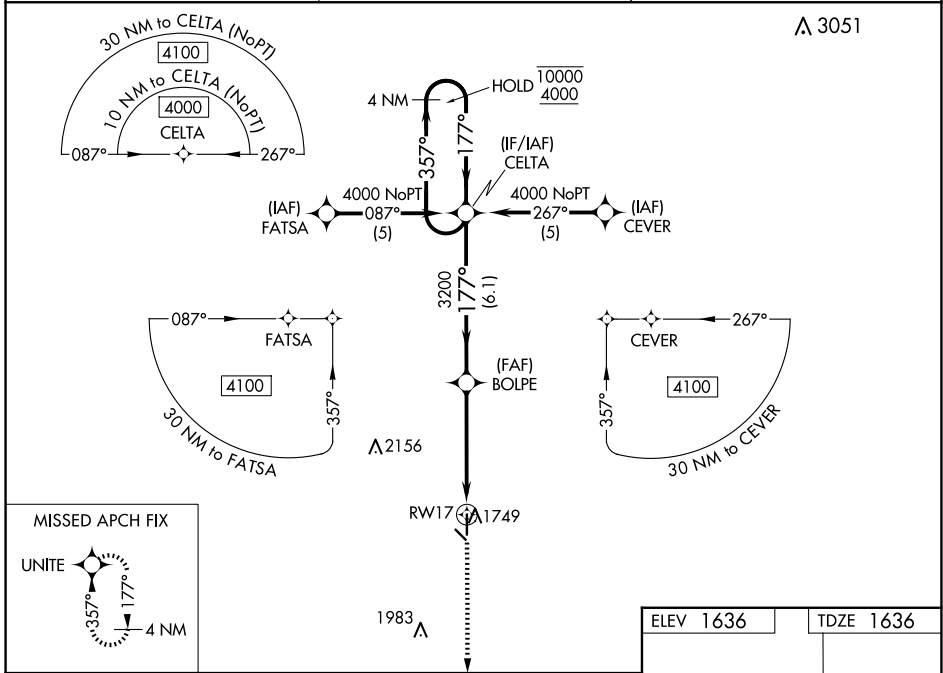 3051
30 NM to CELTA (NoPT)
4100
10 NM to CELTA (NoPT)
4000
CELTA
087°
267°
4 NM
HOLD
10000
4000
357°
177°
(IF/IAF)
CELTA
(IAF)
FATSA
4000 NoPT
087°
(5)
4000 NoPT
267°
(5)
(IAF)
CEVER
3200
177°
(6.1)
087°
FATSA
4100
357°
30 NM to FATSA
267°
CEVER
4100
357°
30 NM to CEVER
(FAF)
BOLPE
2156
RW17
1749
MISSED APCH FIX
UNITE
357°
177°
4 NM
1983
ELEV 1636
TDZE 1636